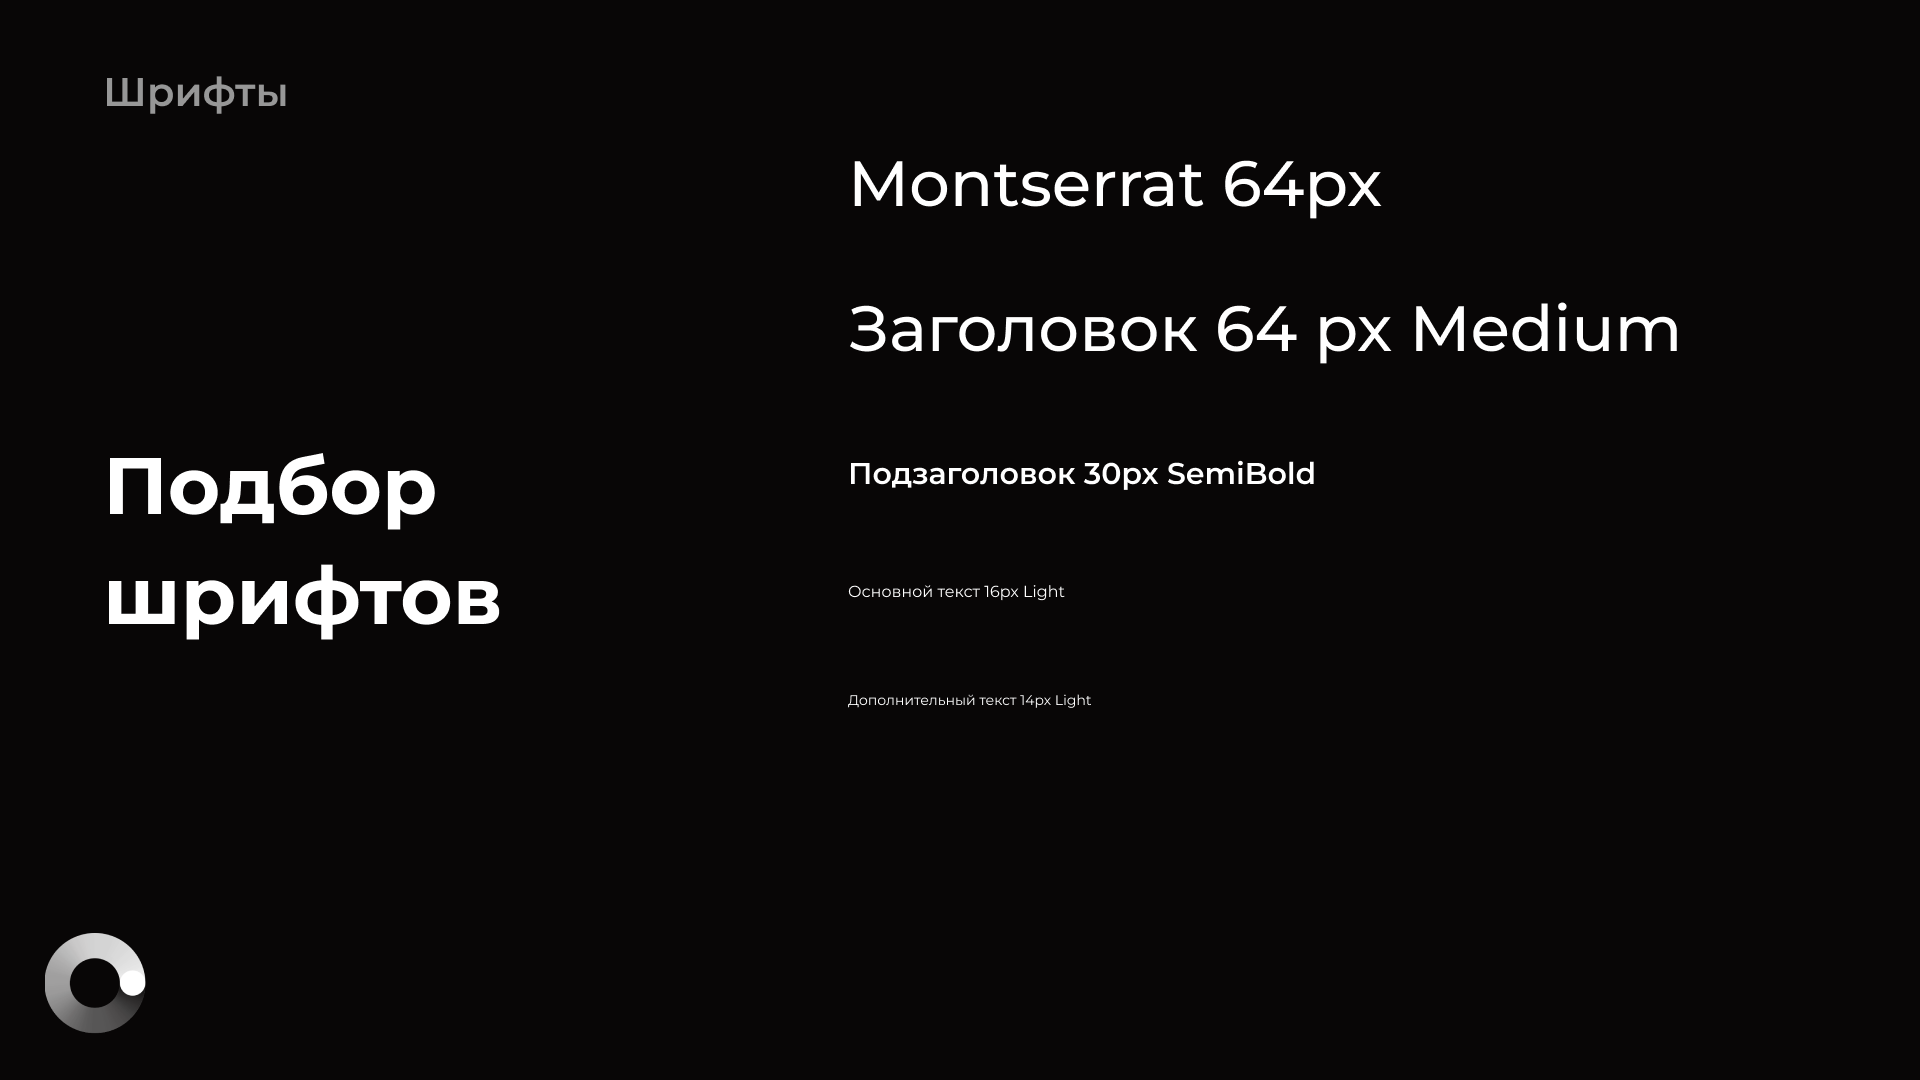 Шрифты
Montserrat 64px
Заголовок 64 px Medium
Подбор
шрифтов
Подзаголовок 30px SemiBold
Основной текст 16px Light
Дополнительный текст 14px Light